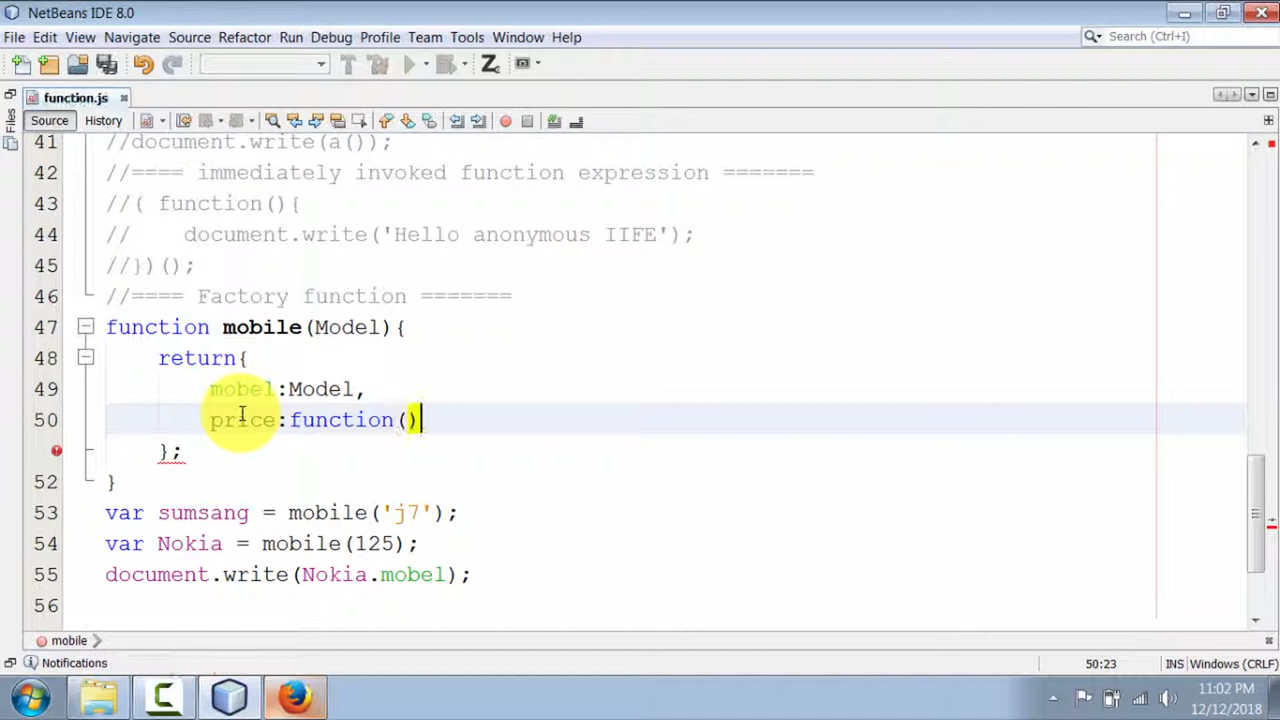 NetBeans IDE 8.0
File Edit View Navigate Source Refactor Run Debug Profile Team Tools Window Help
Search (Ctrl+I)
function.js
Files
Source History
41 //document.write(a());
42 //==== immediately invoked function expression =======
43 //( function(){
44 // document.write('Hello anonymous IIFE');
45 //})();
46 //==== Factory function =======
47 function mobile(Model){
48 return{
49 mobel:Model,
50 price:function()
};
52 }
53 var sumsang = mobile('j7');
54 var Nokia = mobile(125);
55 document.write(Nokia.mobel);
56
mobile
Notifications
50:23 INS Windows (CRLF)
11:02 PM
12/12/2018